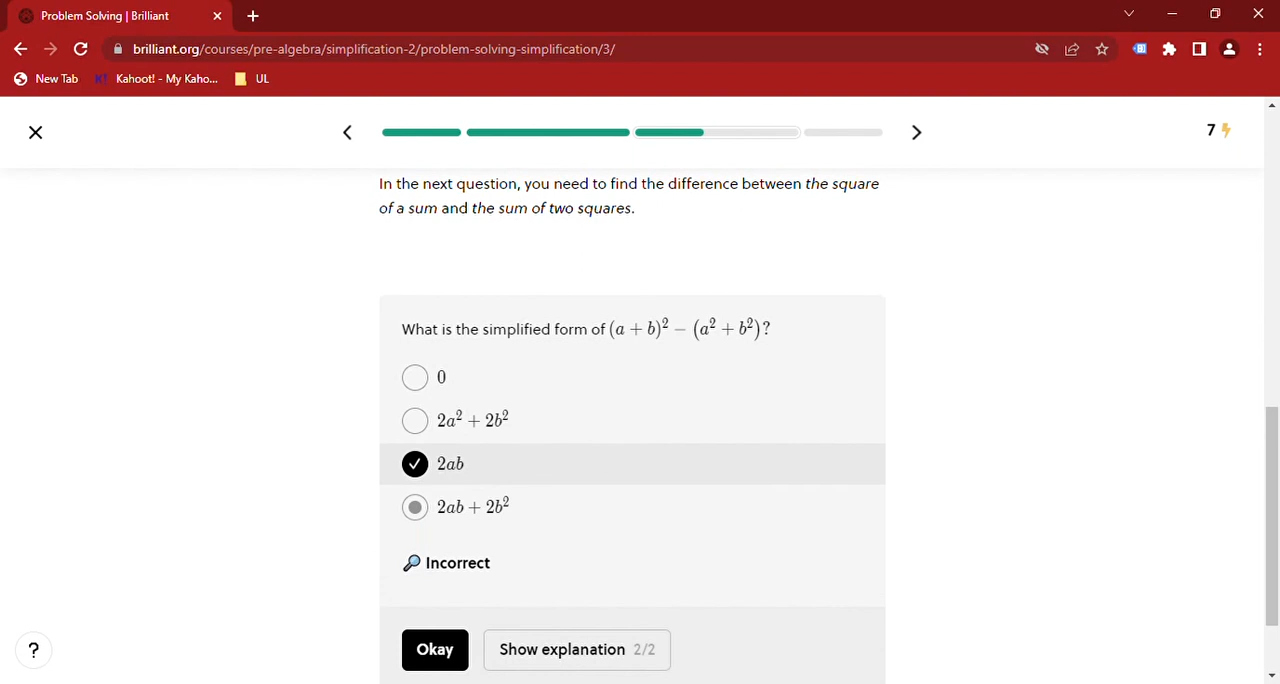 Problem Solving | Brilliant
brilliant.org/courses/pre-algebra/simplification-2/problem-solving-simplification/3/
New Tab K! Kahoot! - My Kaho... UL
7
In the next question, you need to find the difference between the square
of a sum and the sum of two squares.
What is the simplified form of (a + b)² − (a² + b²)?
0
2a² + 2b²
2ab
2ab + 2b²
Incorrect
Okay Show explanation 2/2
?